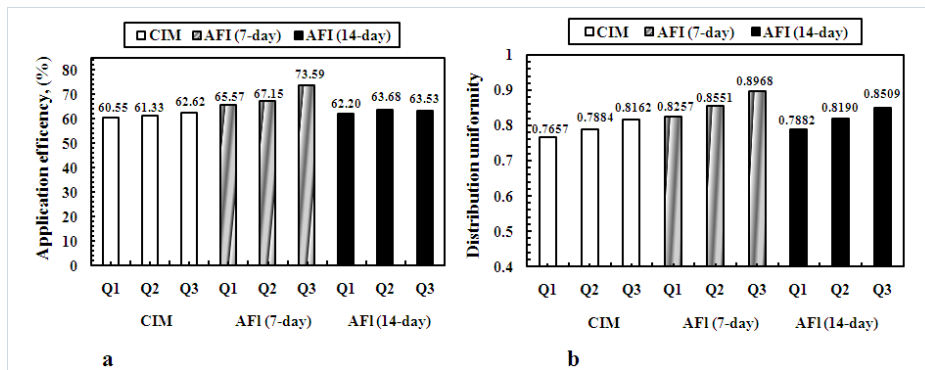 CIM AFI (7-day) AFI (14-day)
Application efficency, (%)
80
70
60
50
40
30
20
10
0
60.55 61.33 62.62 65.57 67.15 73.59 62.20 63.68 63.53
Q1 Q2 Q3 Q1 Q2 Q3 Q1 Q2 Q3
CIM AFI (7-day) AFI (14-day)
a
CIM AFI (7-day) AFI (14-day)
Distribution uniformity
1
0.9
0.8
0.7
0.6
0.5
0.4
0.7657 0.7884 0.8162 0.8257 0.8551 0.8968 0.7882 0.8190 0.8509
Q1 Q2 Q3 Q1 Q2 Q3 Q1 Q2 Q3
CIM AFI (7-day) AFI (14-day)
b